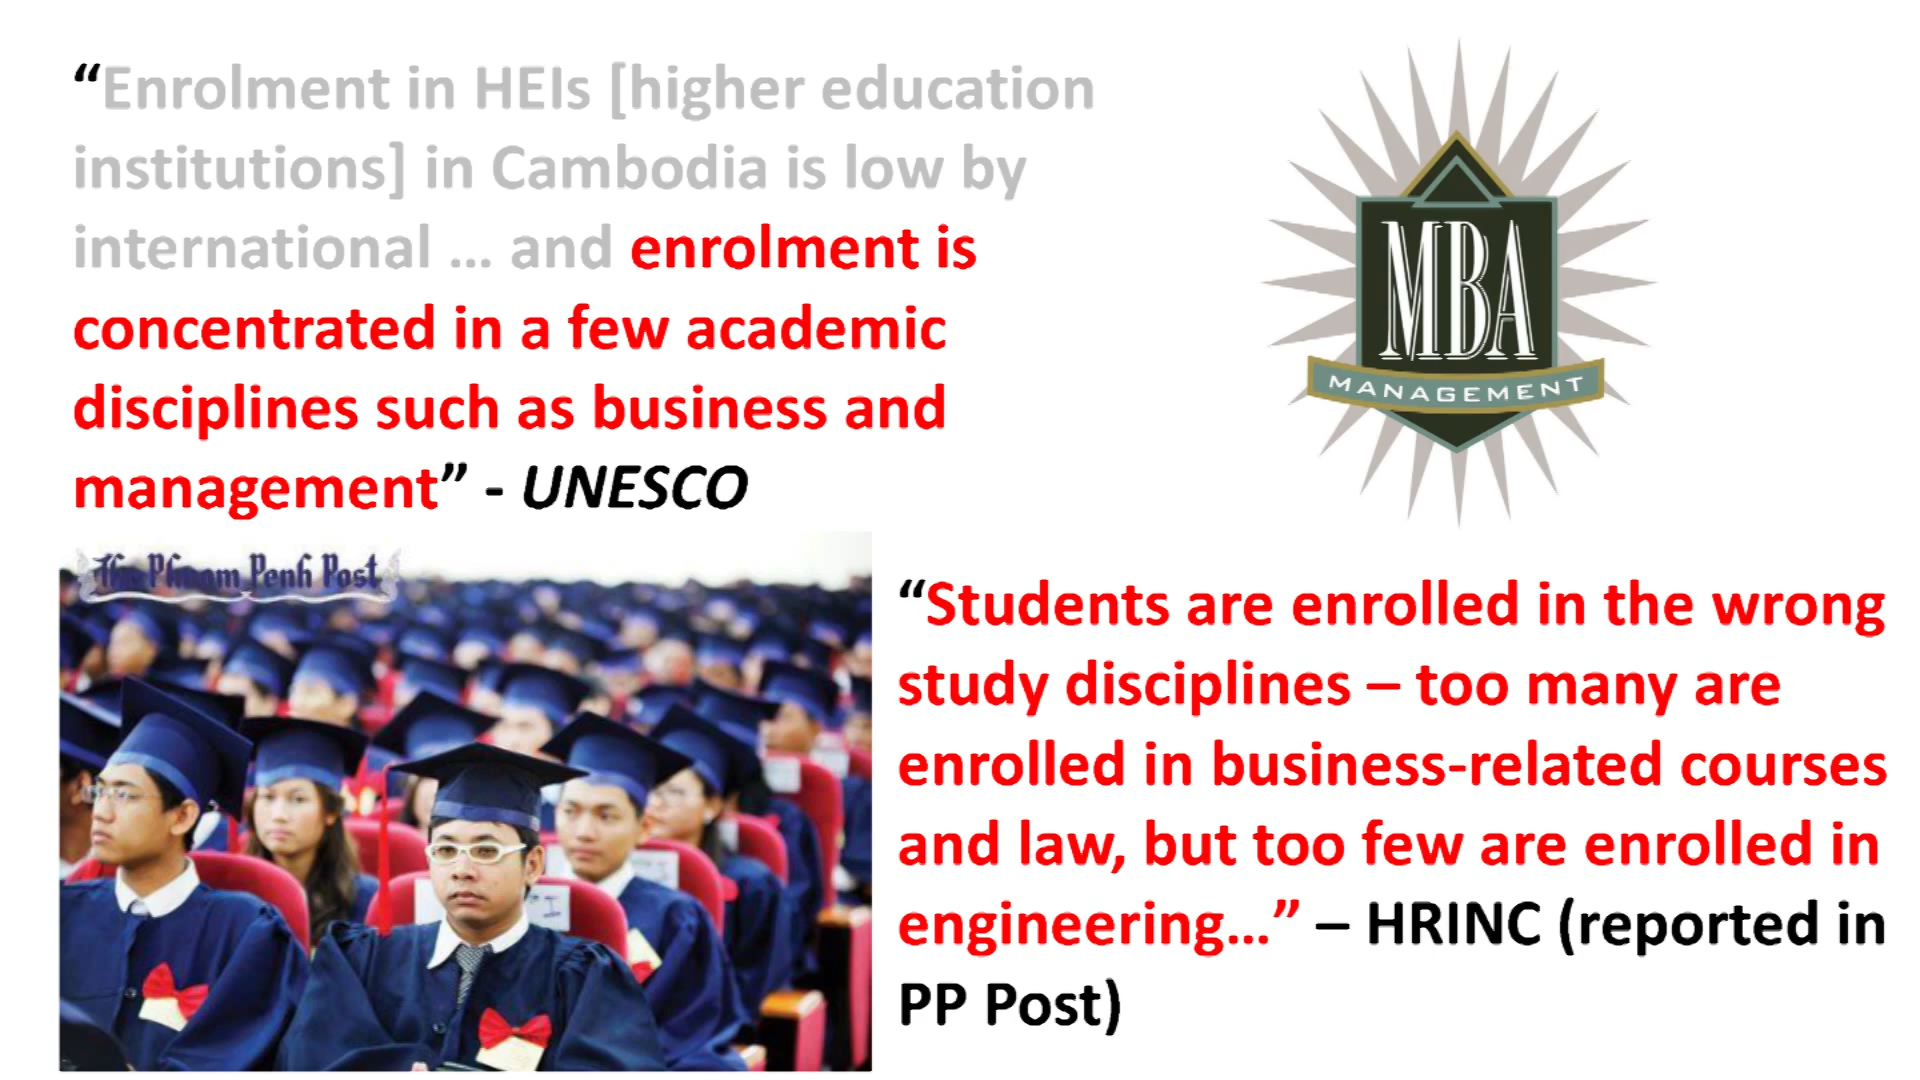 “Enrolment in HEIs [higher education
institutions] in Cambodia is low by
international ... and enrolment is
concentrated in a few academic
disciplines such as business and
management” - UNESCO
MBA
MANAGEMENT
The Phnom Penh Post
“Students are enrolled in the wrong
study disciplines – too many are
enrolled in business-related courses
and law, but too few are enrolled in
engineering...” – HRINC (reported in
PP Post)